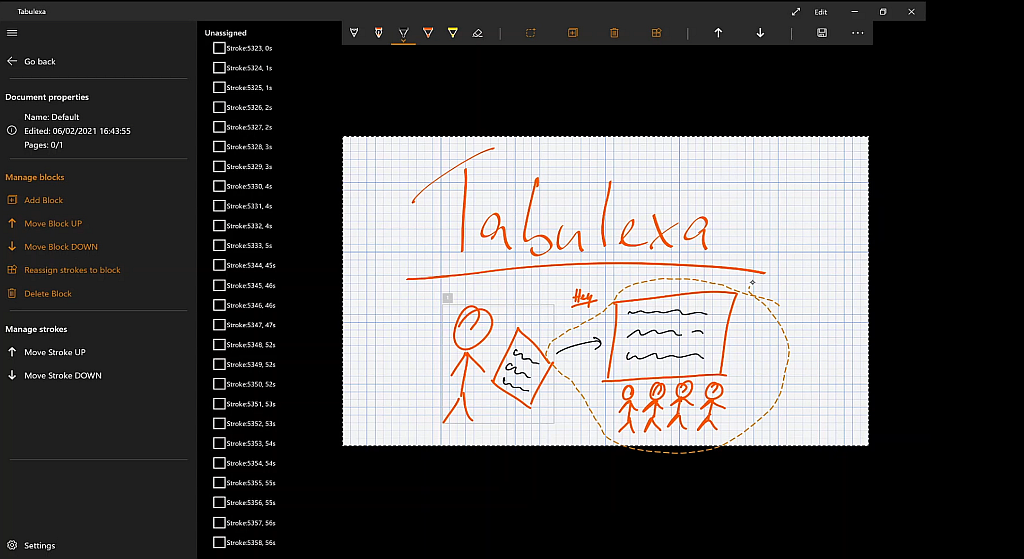 Tabulexa
Edit
Go back
Document properties
Name: Default
Edited: 06/02/2021 16:43:55
Pages: 0/1
Manage blocks
Add Block
Move Block UP
Move Block DOWN
Reassign strokes to block
Delete Block
Manage strokes
Move Stroke UP
Move Stroke DOWN
Settings
Unassigned
Stroke:5323, 0s
Stroke:5324, 1s
Stroke:5325, 1s
Stroke:5326, 2s
Stroke:5327, 2s
Stroke:5328, 3s
Stroke:5329, 3s
Stroke:5330, 4s
Stroke:5331, 4s
Stroke:5332, 4s
Stroke:5333, 5s
Stroke:5344, 45s
Stroke:5345, 46s
Stroke:5346, 46s
Stroke:5347, 47s
Stroke:5348, 52s
Stroke:5349, 52s
Stroke:5350, 52s
Stroke:5351, 53s
Stroke:5352, 53s
Stroke:5353, 54s
Stroke:5354, 54s
Stroke:5355, 55s
Stroke:5356, 55s
Stroke:5357, 56s
Stroke:5358, 56s
Tabulexa
1
Hey